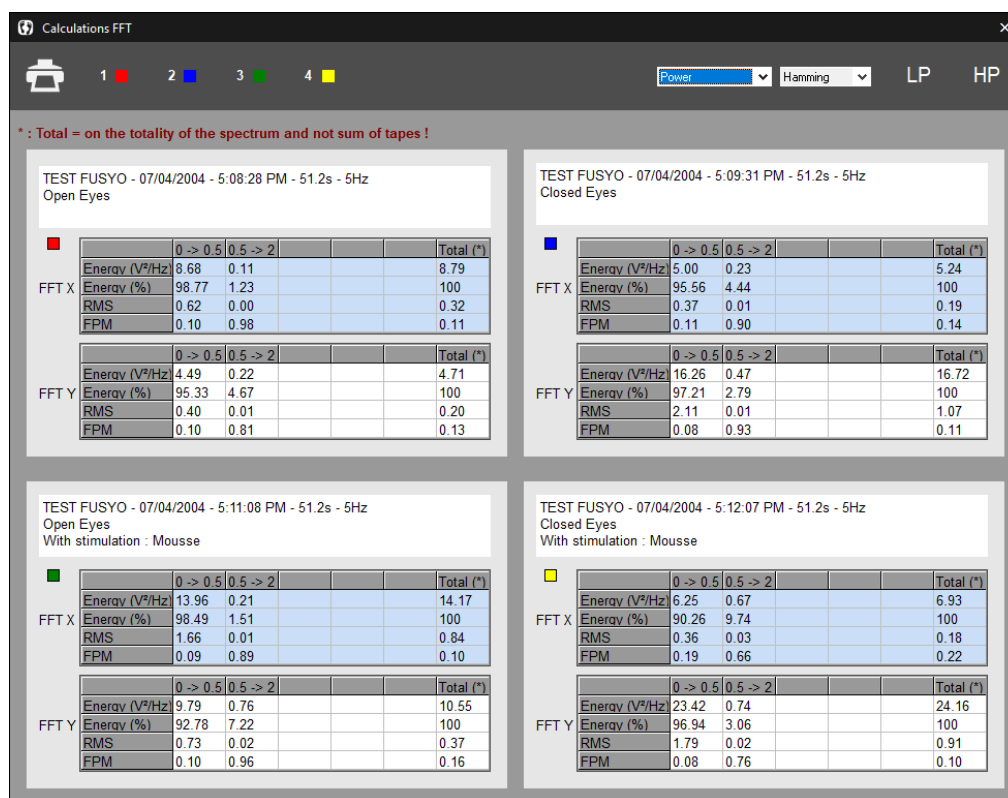 Calculations FFT
1 2 3 4 Power Hamming LP HP
* : Total = on the totality of the spectrum and not sum of tapes !
TEST FUSYO - 07/04/2004 - 5:08:28 PM - 51.2s - 5Hz
Open Eyes
0 -> 0.5 0.5 -> 2 Total (*)
Energy (V²/Hz) 8.68 0.11 8.79
FFT X Energy (%) 98.77 1.23 100
RMS 0.62 0.00 0.32
FPM 0.10 0.98 0.11
0 -> 0.5 0.5 -> 2 Total (*)
Energy (V²/Hz) 4.49 0.22 4.71
FFT Y Energy (%) 95.33 4.67 100
RMS 0.40 0.01 0.20
FPM 0.10 0.81 0.13
TEST FUSYO - 07/04/2004 - 5:09:31 PM - 51.2s - 5Hz
Closed Eyes
0 -> 0.5 0.5 -> 2 Total (*)
Energy (V²/Hz) 5.00 0.23 5.24
FFT X Energy (%) 95.56 4.44 100
RMS 0.37 0.01 0.19
FPM 0.11 0.90 0.14
0 -> 0.5 0.5 -> 2 Total (*)
Energy (V²/Hz) 16.26 0.47 16.72
FFT Y Energy (%) 97.21 2.79 100
RMS 2.11 0.01 1.07
FPM 0.08 0.93 0.11
TEST FUSYO - 07/04/2004 - 5:11:08 PM - 51.2s - 5Hz
Open Eyes
With stimulation : Mousse
0 -> 0.5 0.5 -> 2 Total (*)
Energy (V²/Hz) 13.96 0.21 14.17
FFT X Energy (%) 98.49 1.51 100
RMS 1.66 0.01 0.84
FPM 0.09 0.89 0.10
0 -> 0.5 0.5 -> 2 Total (*)
Energy (V²/Hz) 9.79 0.76 10.55
FFT Y Energy (%) 92.78 7.22 100
RMS 0.73 0.02 0.37
FPM 0.10 0.96 0.16
TEST FUSYO - 07/04/2004 - 5:12:07 PM - 51.2s - 5Hz
Closed Eyes
With stimulation : Mousse
0 -> 0.5 0.5 -> 2 Total (*)
Energy (V²/Hz) 6.25 0.67 6.93
FFT X Energy (%) 90.26 9.74 100
RMS 0.36 0.03 0.18
FPM 0.19 0.66 0.22
0 -> 0.5 0.5 -> 2 Total (*)
Energy (V²/Hz) 23.42 0.74 24.16
FFT Y Energy (%) 96.94 3.06 100
RMS 1.79 0.02 0.91
FPM 0.08 0.76 0.10